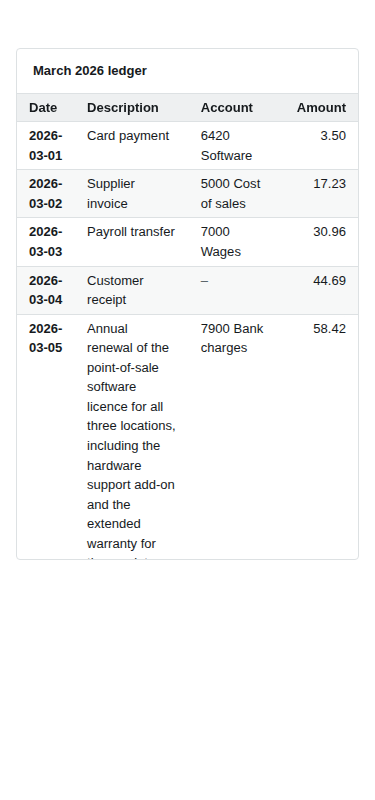 March 2026 ledger
Date Description Account Amount
2026- Card payment 6420 3.50
03-01 Software
2026- Supplier 5000 Cost 17.23
03-02 invoice of sales
2026- Payroll transfer 7000 30.96
03-03 Wages
2026- Customer – 44.69
03-04 receipt
2026- Annual 7900 Bank 58.42
03-05 renewal of the charges
point-of-sale
software
licence for all
three locations,
including the
hardware
support add-on
and the
extended
warranty for